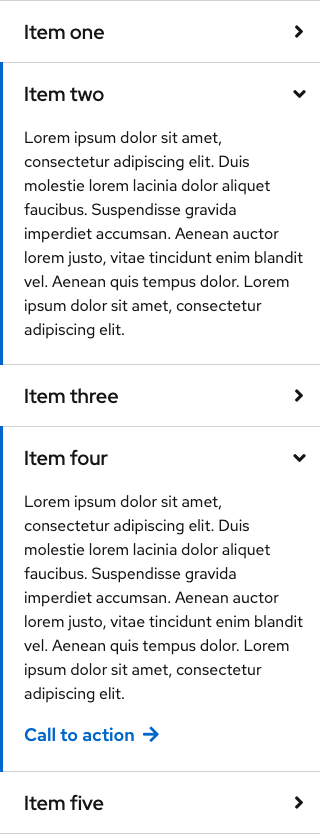 Item one
Item two
Lorem ipsum dolor sit amet,
consectetur adipiscing elit. Duis
molestie lorem lacinia dolor aliquet
faucibus. Suspendisse gravida
imperdiet accumsan. Aenean auctor
lorem justo, vitae tincidunt enim blandit
vel. Aenean quis tempus dolor. Lorem
ipsum dolor sit amet, consectetur
adipiscing elit.
Item three
Item four
Lorem ipsum dolor sit amet,
consectetur adipiscing elit. Duis
molestie lorem lacinia dolor aliquet
faucibus. Suspendisse gravida
imperdiet accumsan. Aenean auctor
lorem justo, vitae tincidunt enim blandit
vel. Aenean quis tempus dolor. Lorem
ipsum dolor sit amet, consectetur
adipiscing elit.
Call to action
Item five